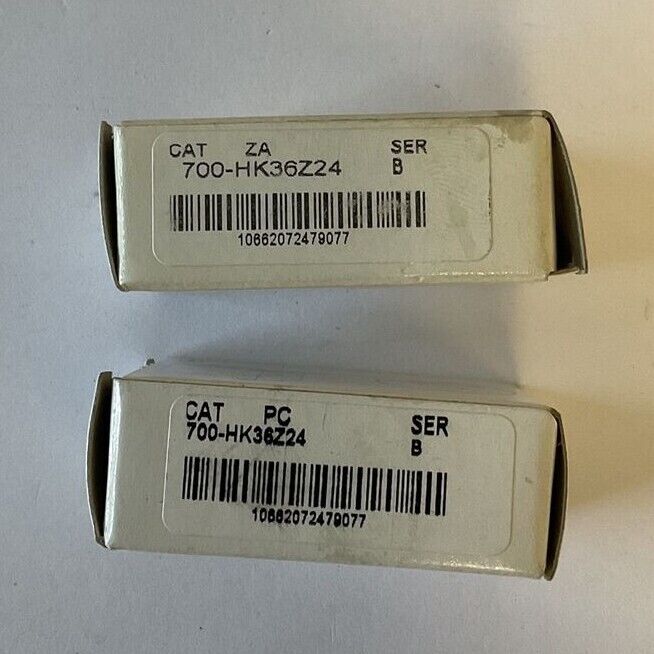 CAT ZA SER
700-HK36Z24 B
10662072479077
CAT PC SER
700-HK36Z24 B
10662072479077